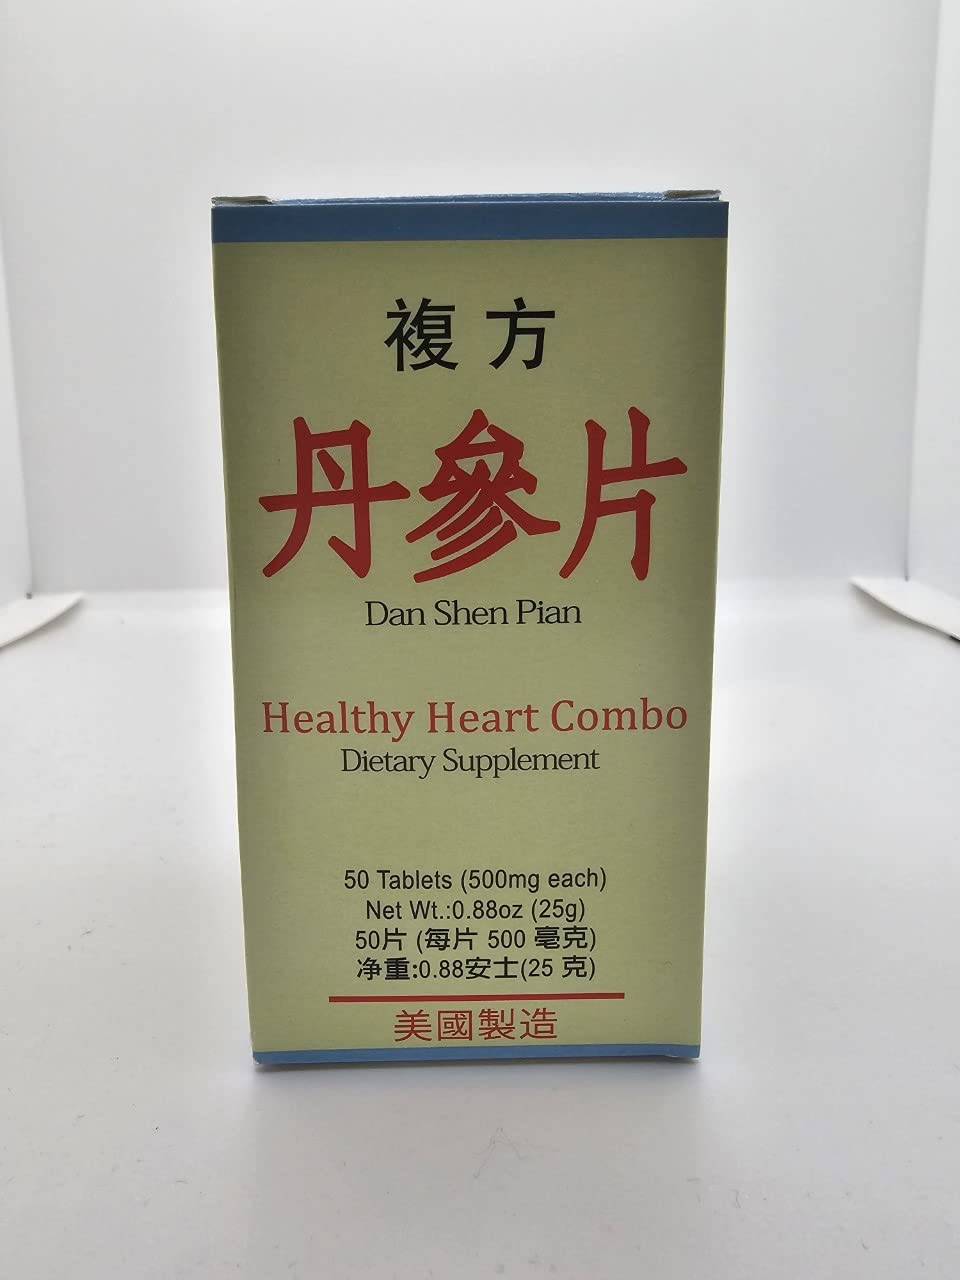 複方
丹參片
Dan Shen Pian
Healthy Heart Combo
Dietary Supplement
50 Tablets (500mg each)
Net Wt.:0.88oz (25g)
50片 (每片 500 毫克)
净重:0.88安士(25 克)
美國製造